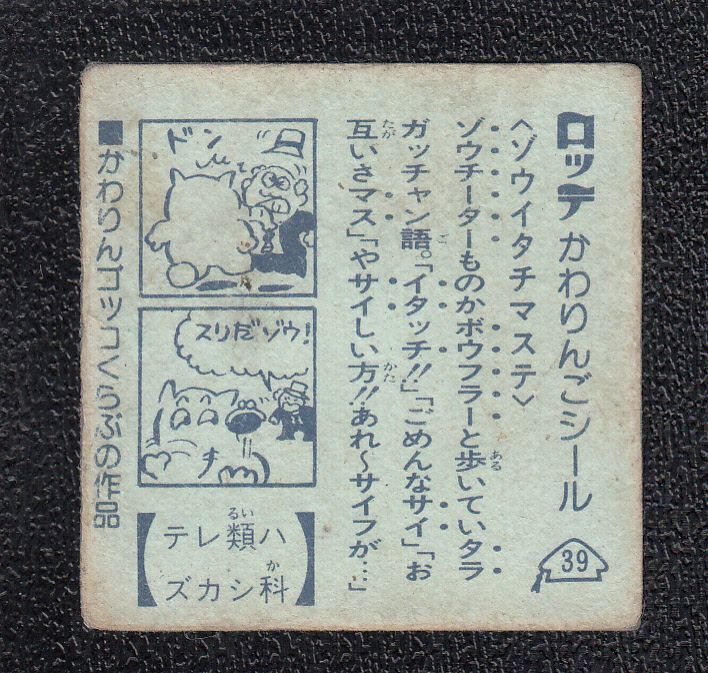 ロッテ かわりんごシール
39
〈ゾウイタチマステ〉
ゾウチーターものかボウフラーと歩いていタラ
ガッチャン語。「イタッチ!!」「ごめんなサイ」「お
互いさマス」「やサイしい方!!あれ〜サイフが…」
ドン
スリだゾウ!
【テレ類ハ
ズカシ科】
■かわりんゴッコくらぶの作品